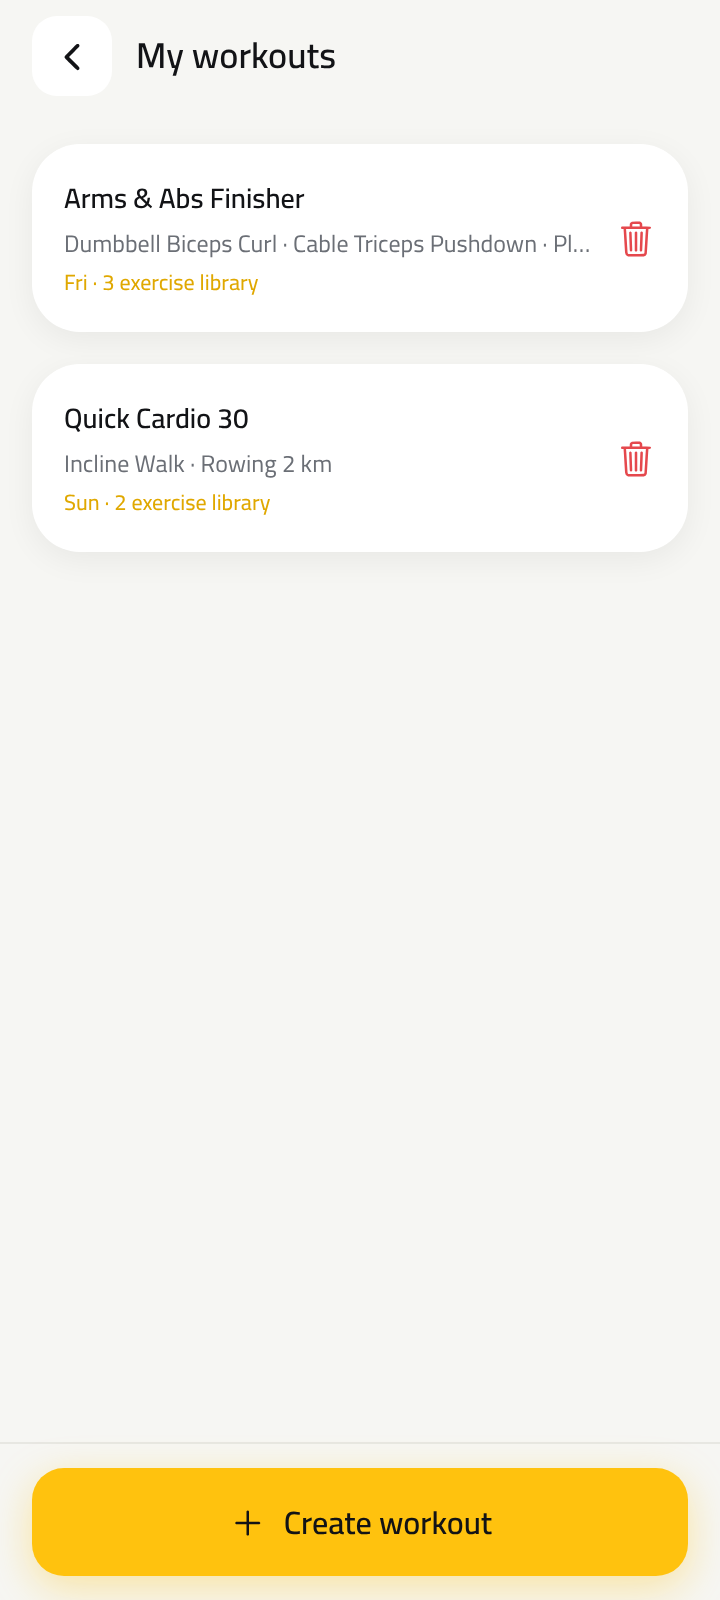 My workouts
Arms & Abs Finisher
Dumbbell Biceps Curl · Cable Triceps Pushdown · Pl...
Fri · 3 exercise library
Quick Cardio 30
Incline Walk · Rowing 2 km
Sun · 2 exercise library
Create workout